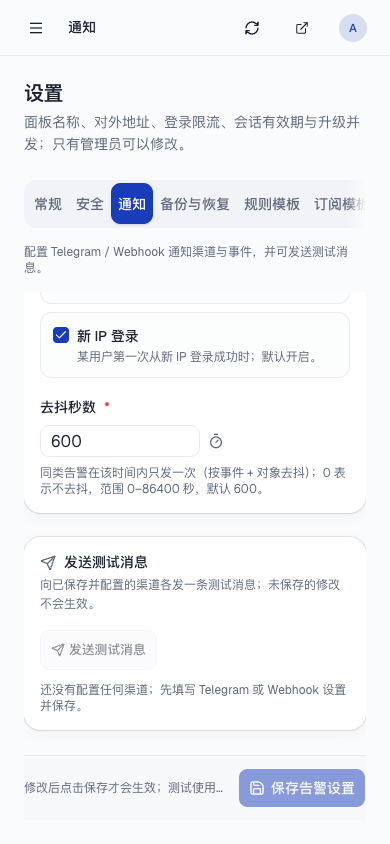 通知
A
设置
面板名称、对外地址、登录限流、会话有效期与升级并
发；只有管理员可以修改。
常规 安全 通知 备份与恢复 规则模板 订阅模板
配置 Telegram / Webhook 通知渠道与事件，并可发送测试消
息。
新 IP 登录
某用户第一次从新 IP 登录成功时；默认开启。
去抖秒数 *
600
同类告警在该时间内只发一次（按事件 + 对象去抖）；0 表
示不去抖，范围 0–86400 秒，默认 600。
发送测试消息
向已保存并配置的渠道各发一条测试消息；未保存的修改
不会生效。
发送测试消息
还没有配置任何渠道；先填写 Telegram 或 Webhook 设置
并保存。
修改后点击保存才会生效；测试使用...
保存告警设置